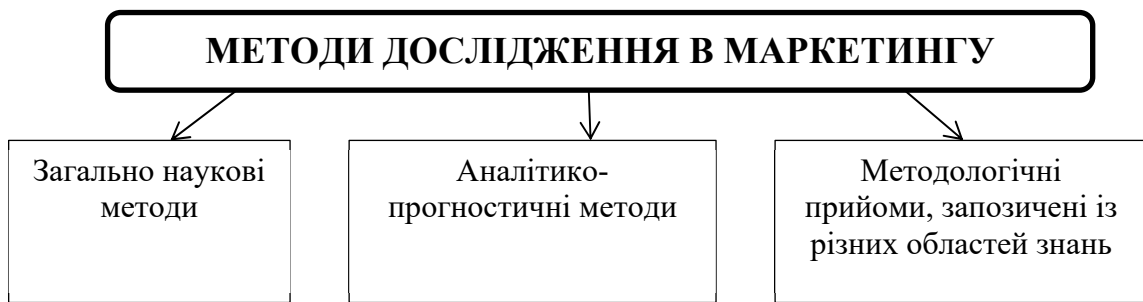 МЕТОДИ ДОСЛІДЖЕННЯ В МАРКЕТИНГУ
Загально наукові
методи
Аналітико-
прогностичні методи
Методологічні
прийоми, запозичені із
різних областей знань